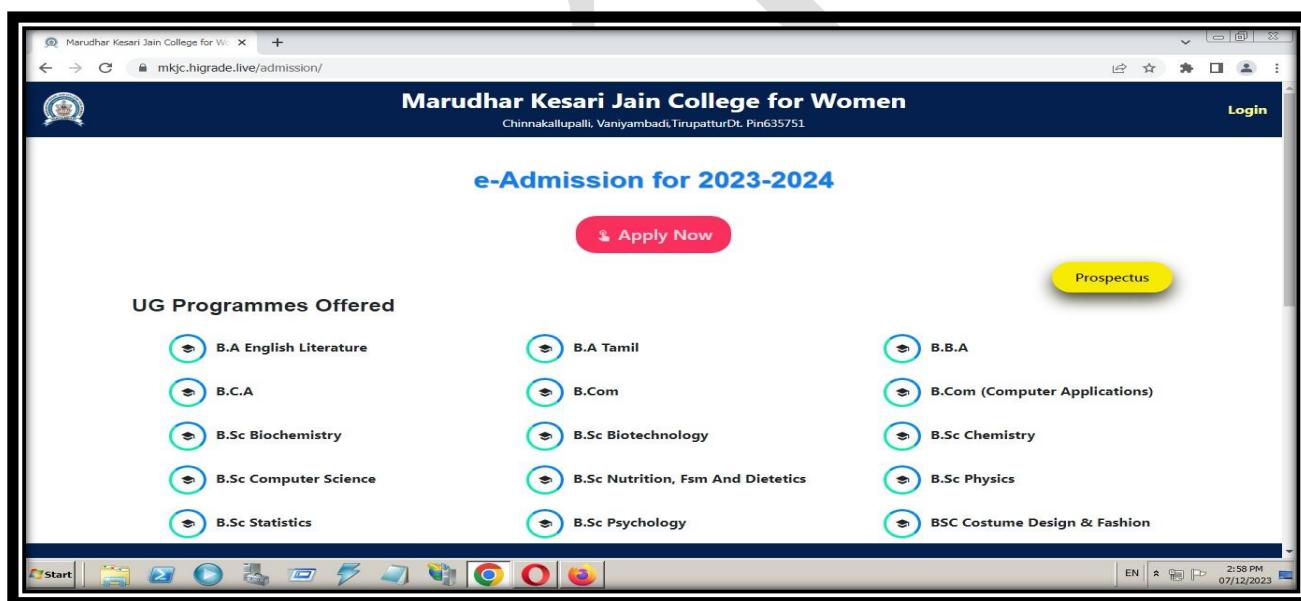 Marudhar Kesari Jain College for Wo
mkjc.higrade.live/admission/
Marudhar Kesari Jain College for Women
Chinnakallupalli, Vaniyambadi,TirupatturDt. Pin635751
Login
e-Admission for 2023-2024
Apply Now
Prospectus
UG Programmes Offered
B.A English Literature
B.A Tamil
B.B.A
B.C.A
B.Com
B.Com (Computer Applications)
B.Sc Biochemistry
B.Sc Biotechnology
B.Sc Chemistry
B.Sc Computer Science
B.Sc Nutrition, Fsm And Dietetics
B.Sc Physics
B.Sc Statistics
B.Sc Psychology
BSC Costume Design & Fashion
Start
EN
2:58 PM
07/12/2023